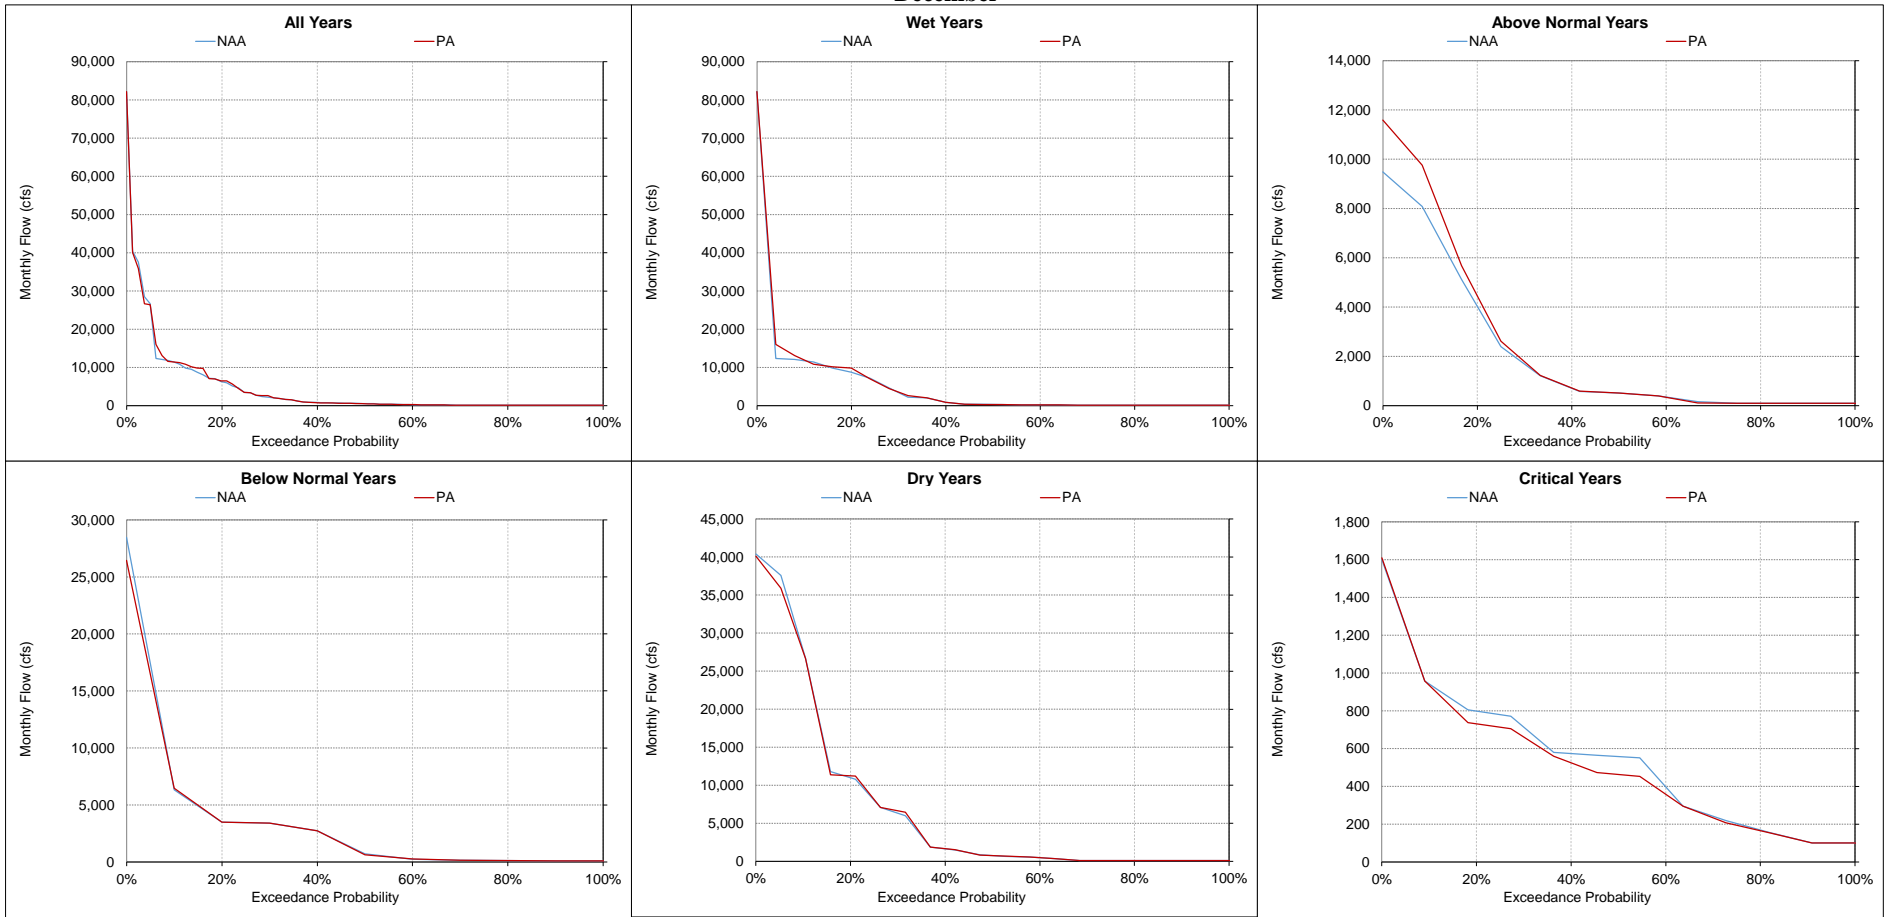 December
All Years
NAA PA
90,000
80,000
70,000
60,000
50,000
40,000
30,000
20,000
10,000
0
Monthly Flow (cfs)
0% 20% 40% 60% 80% 100%
Exceedance Probability
Wet Years
NAA PA
90,000
80,000
70,000
60,000
50,000
40,000
30,000
20,000
10,000
0
Monthly Flow (cfs)
0% 20% 40% 60% 80% 100%
Exceedance Probability
Above Normal Years
NAA PA
14,000
12,000
10,000
8,000
6,000
4,000
2,000
0
Monthly Flow (cfs)
0% 20% 40% 60% 80% 100%
Exceedance Probability
Below Normal Years
NAA PA
30,000
25,000
20,000
15,000
10,000
5,000
0
Monthly Flow (cfs)
0% 20% 40% 60% 80% 100%
Exceedance Probability
Dry Years
NAA PA
45,000
40,000
35,000
30,000
25,000
20,000
15,000
10,000
5,000
0
Monthly Flow (cfs)
0% 20% 40% 60% 80% 100%
Exceedance Probability
Critical Years
NAA PA
1,800
1,600
1,400
1,200
1,000
800
600
400
200
0
Monthly Flow (cfs)
0% 20% 40% 60% 80% 100%
Exceedance Probability